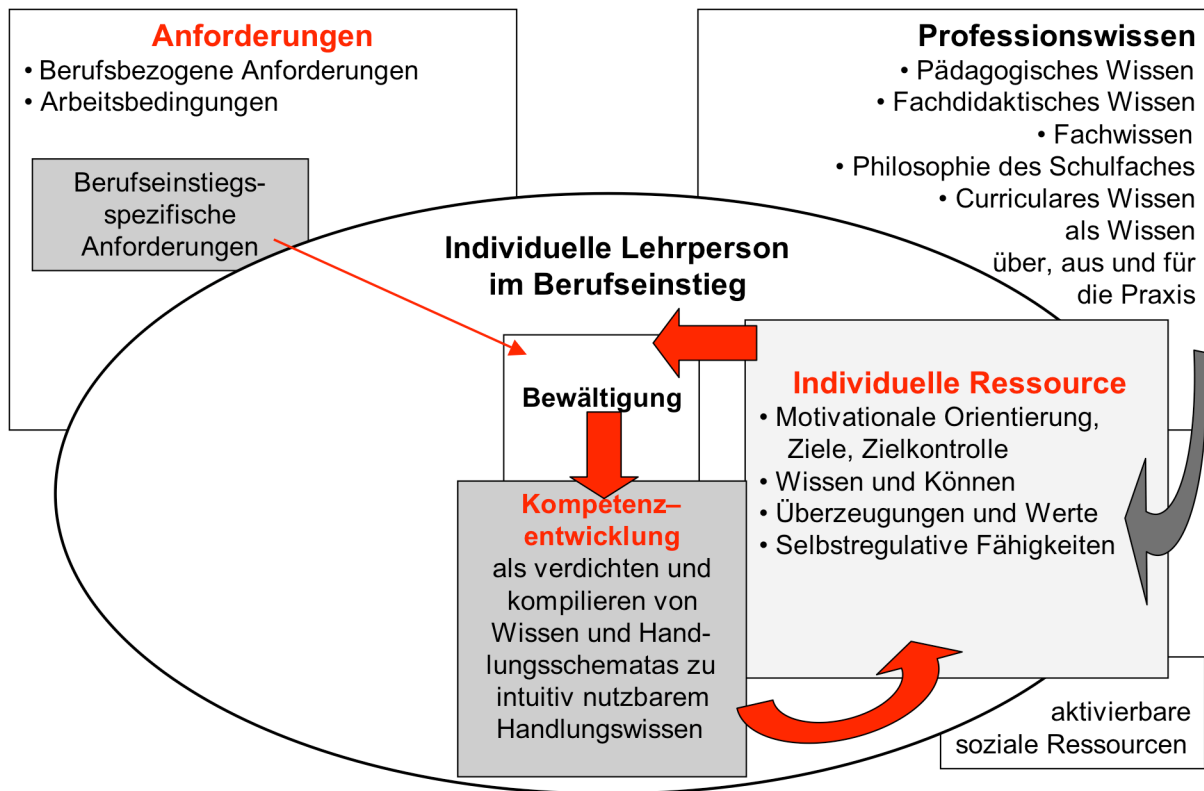 Anforderungen
• Berufsbezogene Anforderungen
• Arbeitsbedingungen
Berufseinstiegs-
spezifische
Anforderungen
Professionswissen
• Pädagogisches Wissen
• Fachdidaktisches Wissen
• Fachwissen
• Philosophie des Schulfaches
• Curriculares Wissen
als Wissen
über, aus und für
die Praxis
Individuelle Lehrperson
im Berufseinstieg
Bewältigung
Individuelle Ressource
• Motivationale Orientierung,
Ziele, Zielkontrolle
• Wissen und Können
• Überzeugungen und Werte
• Selbstregulative Fähigkeiten
Kompetenz–
entwicklung
als verdichten und
kompilieren von
Wissen und Hand-
lungsschematas zu
intuitiv nutzbarem
Handlungswissen
aktivierbare
soziale Ressourcen